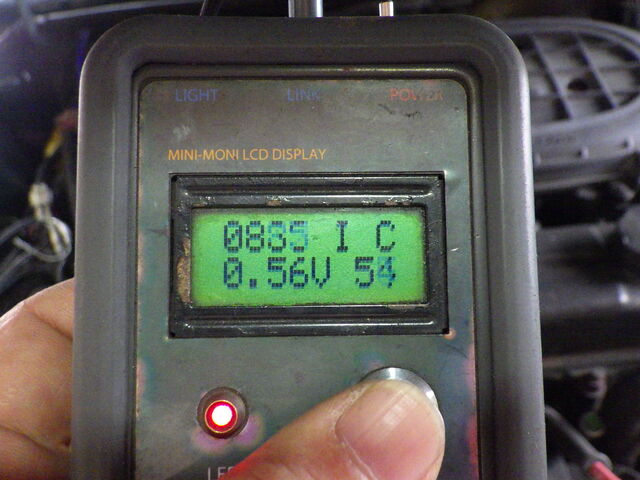 LIGHT LINK POWER
MINI-MONI LCD DISPLAY
0885 I C
0.56V 54